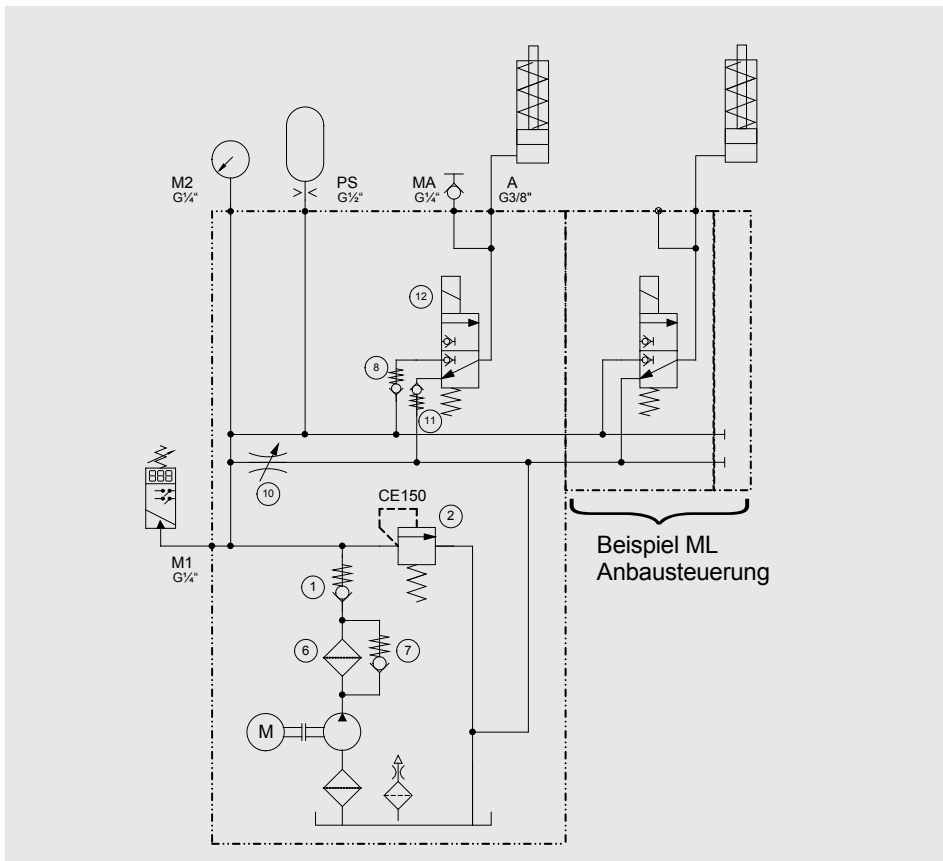 M2
G¼“
PS
G½“
MA
G¼“
A
G3/8"
12
8
11
10
CE150
2
M1
G¼“
1
6
7
M
Beispiel ML
Anbausteuerung